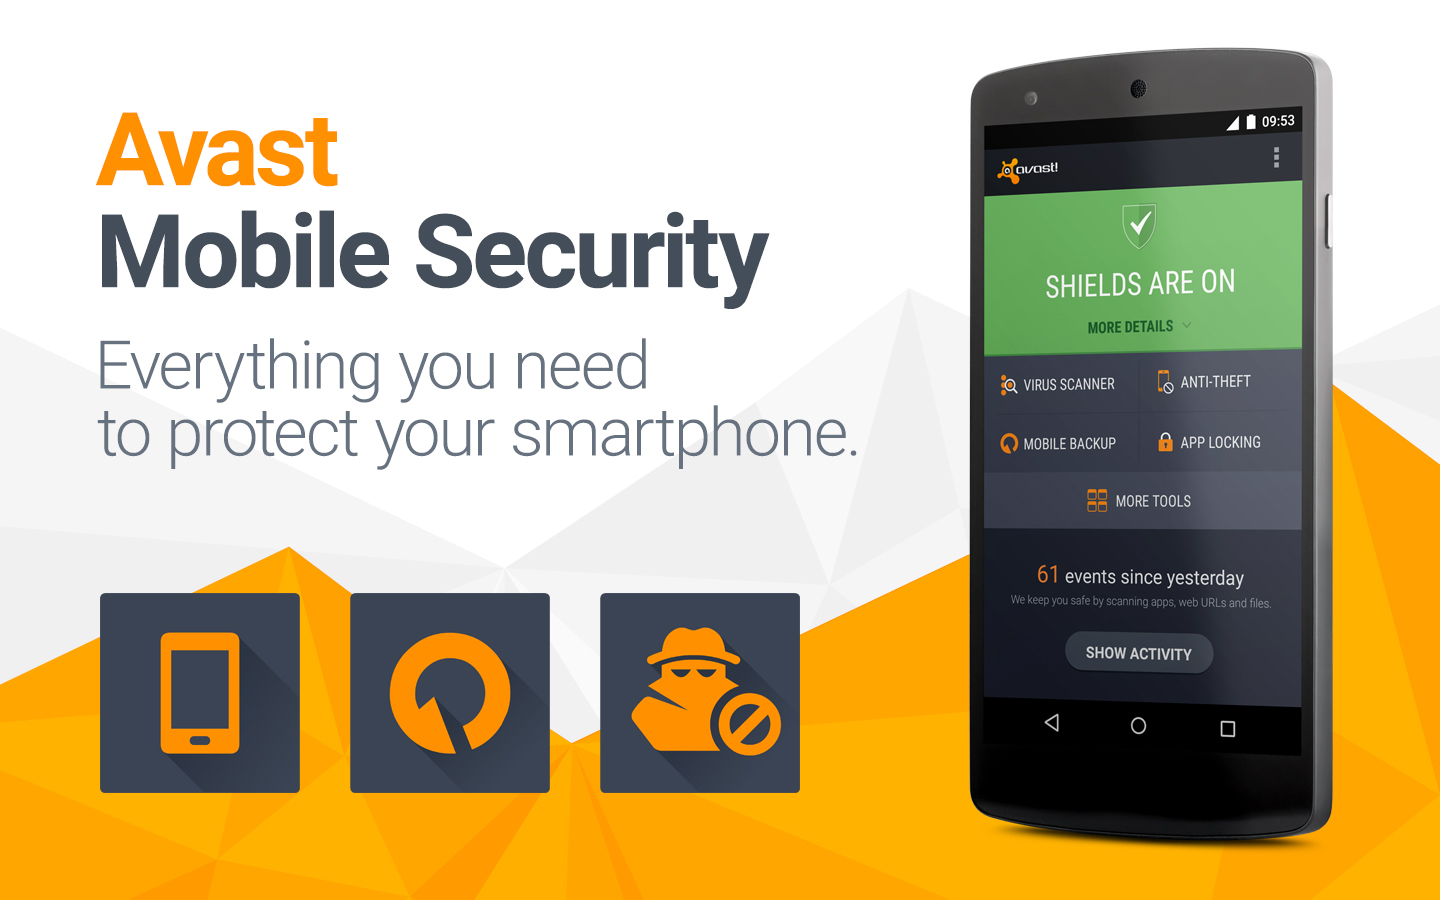 Avast
Mobile Security
Everything you need
to protect your smartphone.
09:53
avast!
SHIELDS ARE ON
MORE DETAILS
VIRUS SCANNER
ANTI-THEFT
MOBILE BACKUP
APP LOCKING
MORE TOOLS
61 events since yesterday
We keep you safe by scanning apps, web URLs and files.
SHOW ACTIVITY